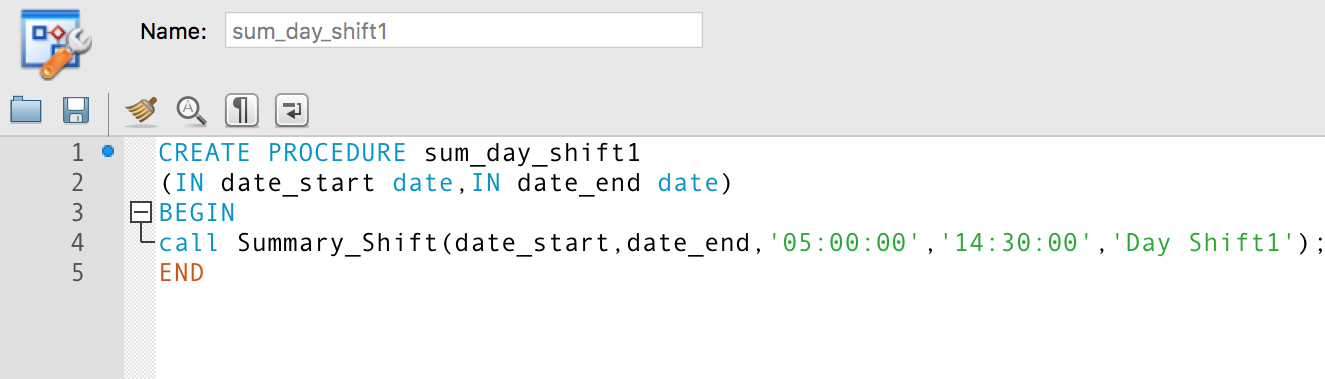 Name: sum_day_shift1
1 CREATE PROCEDURE sum_day_shift1
2 (IN date_start date,IN date_end date)
3 BEGIN
4 call Summary_Shift(date_start,date_end,'05:00:00','14:30:00','Day Shift1');
5 END